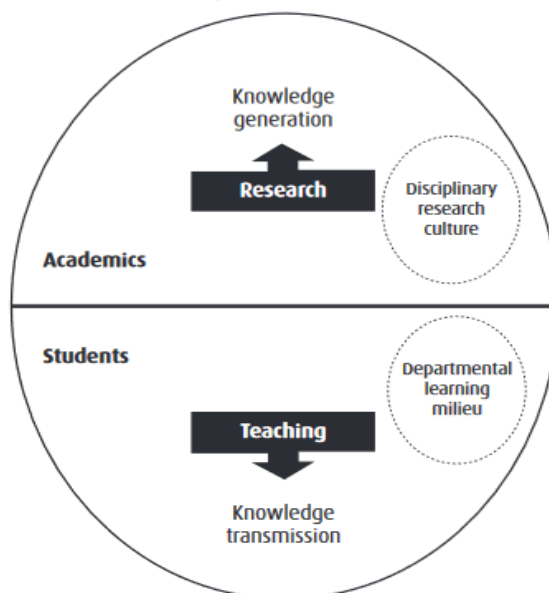 Knowledge
generation
Research
Disciplinary
research
culture
Academics
Students
Departmental
learning
milieu
Teaching
Knowledge
transmission